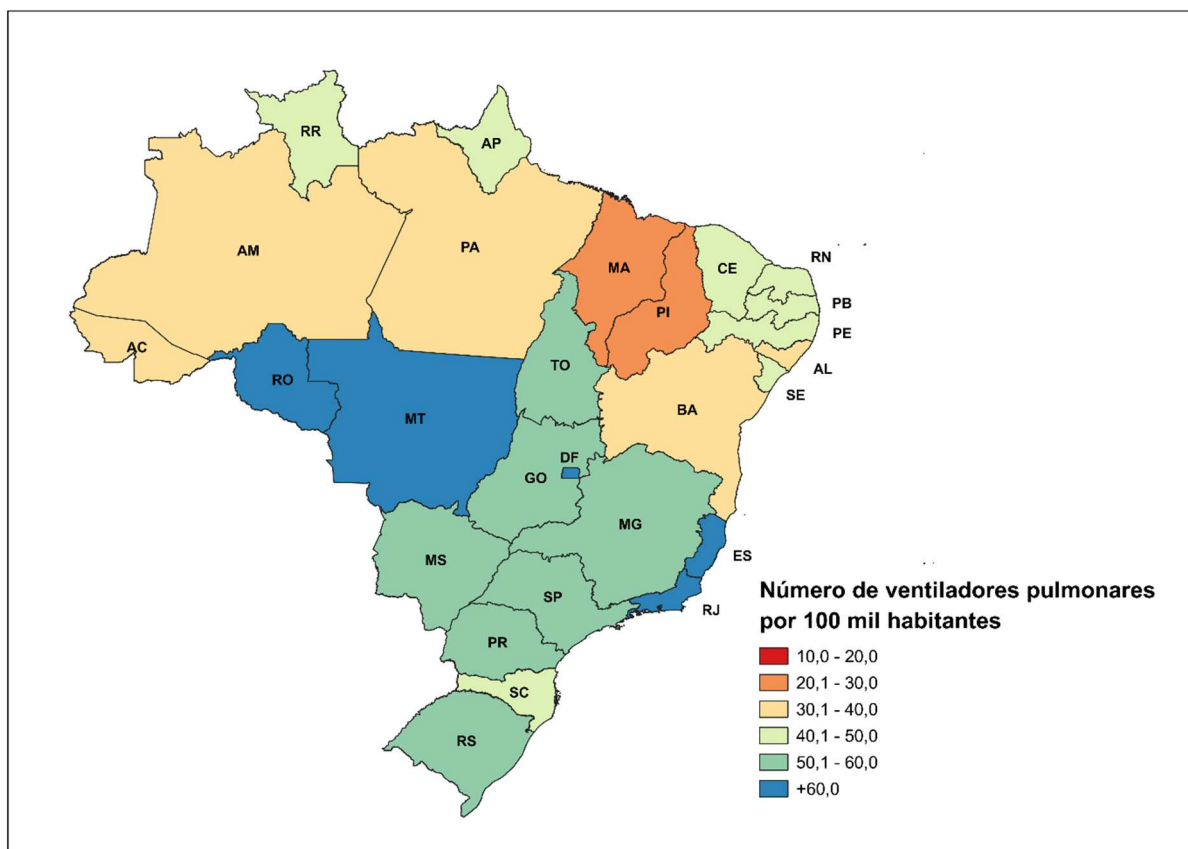 RR
AP
AM
PA
MA
CE
RN
PB
PI
PE
AC
TO
AL
RO
SE
BA
MT
DF
GO
MG
MS
ES
SP
RJ
PR
SC
RS
Número de ventiladores pulmonares
por 100 mil habitantes
10,0 - 20,0
20,1 - 30,0
30,1 - 40,0
40,1 - 50,0
50,1 - 60,0
+60,0